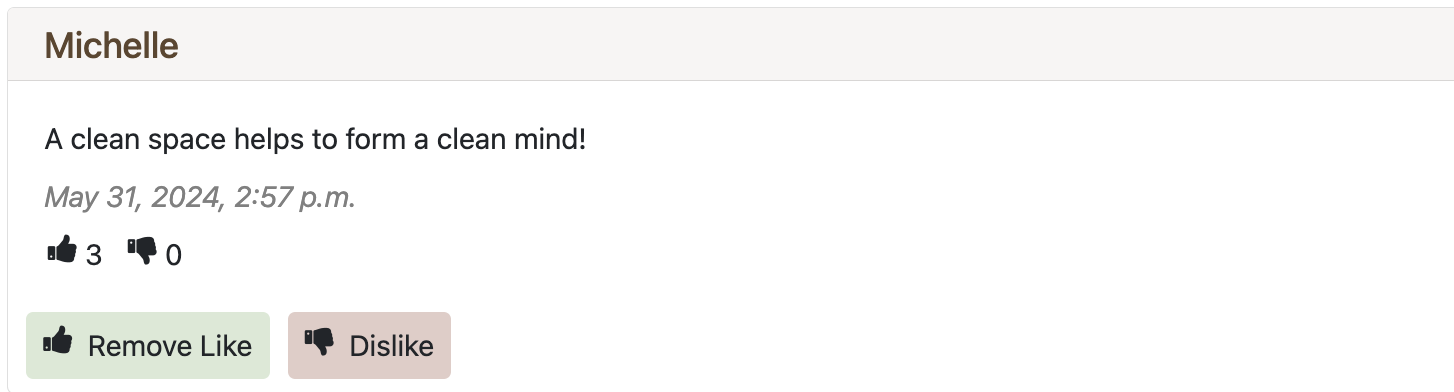 Michelle
A clean space helps to form a clean mind!
May 31, 2024, 2:57 p.m.
3 0
Remove Like Dislike